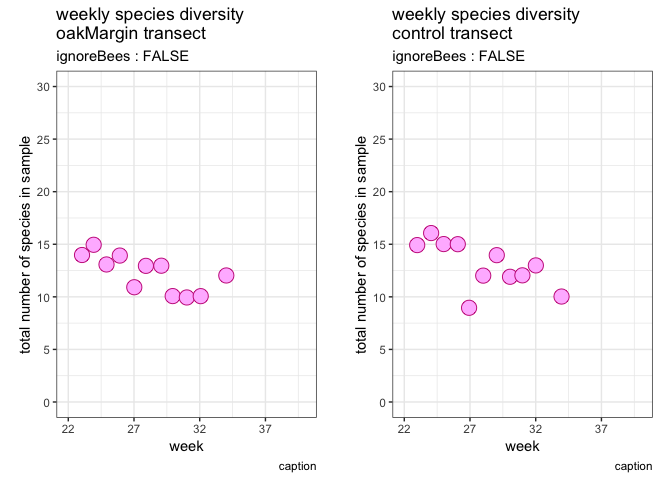 weekly species diversity
oakMargin transect
ignoreBees : FALSE
total number of species in sample
30
25
20
15
10
5
0
22
27
32
37
week
caption
weekly species diversity
control transect
ignoreBees : FALSE
total number of species in sample
30
25
20
15
10
5
0
22
27
32
37
week
caption